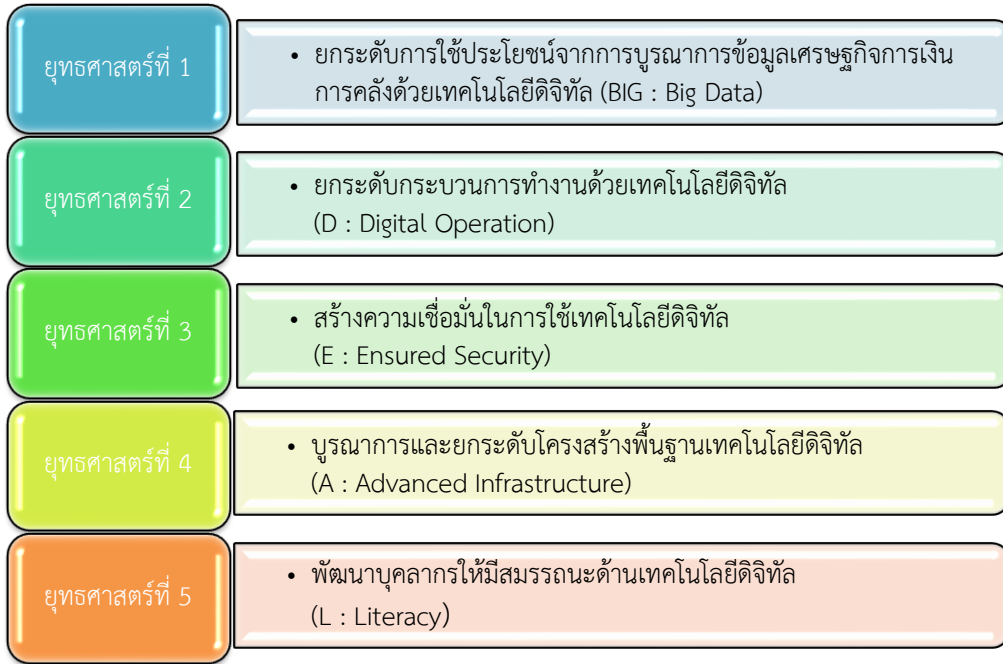 ยุทธศาสตร์ที่ 1
• ยกระดับการใช้ประโยชน์จากการบูรณาการข้อมูลเศรษฐกิจการเงิน
การคลังด้วยเทคโนโลยีดิจิทัล (BIG : Big Data)
ยุทธศาสตร์ที่ 2
• ยกระดับกระบวนการทำงานด้วยเทคโนโลยีดิจิทัล
(D : Digital Operation)
ยุทธศาสตร์ที่ 3
• สร้างความเชื่อมั่นในการใช้เทคโนโลยีดิจิทัล
(E : Ensured Security)
ยุทธศาสตร์ที่ 4
• บูรณาการและยกระดับโครงสร้างพื้นฐานเทคโนโลยีดิจิทัล
(A : Advanced Infrastructure)
ยุทธศาสตร์ที่ 5
• พัฒนาบุคลากรให้มีสมรรถนะด้านเทคโนโลยีดิจิทัล
(L : Literacy)